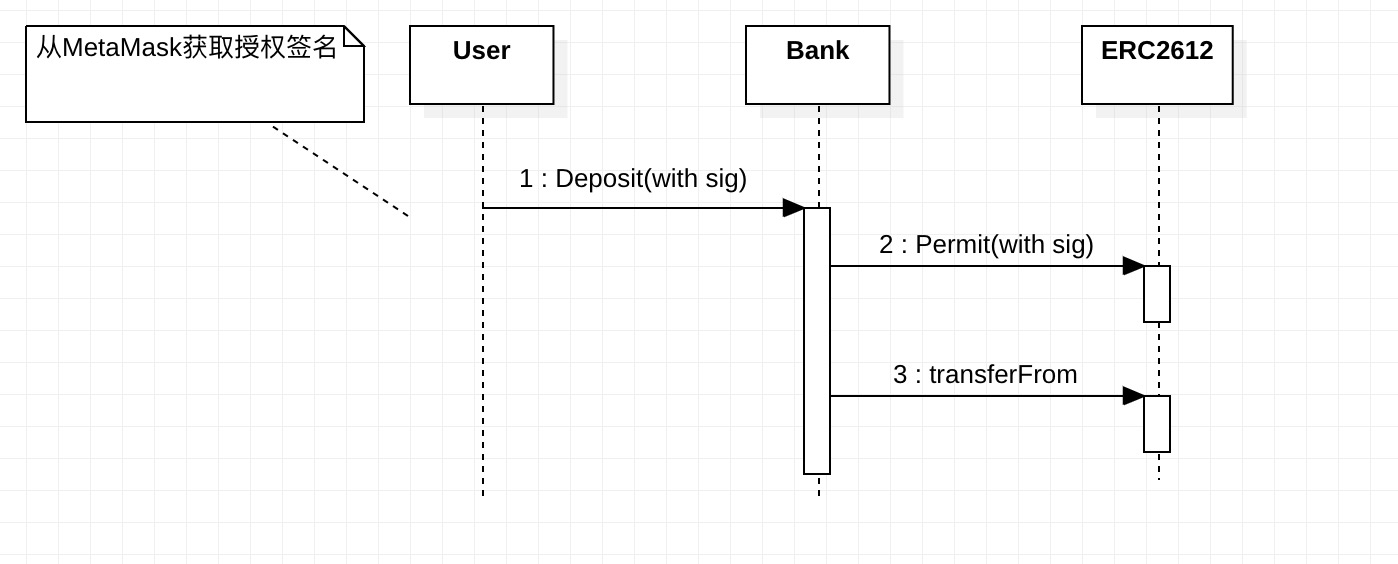 从MetaMask获取授权签名
User
Bank
ERC2612
1 : Deposit(with sig)
2 : Permit(with sig)
3 : transferFrom